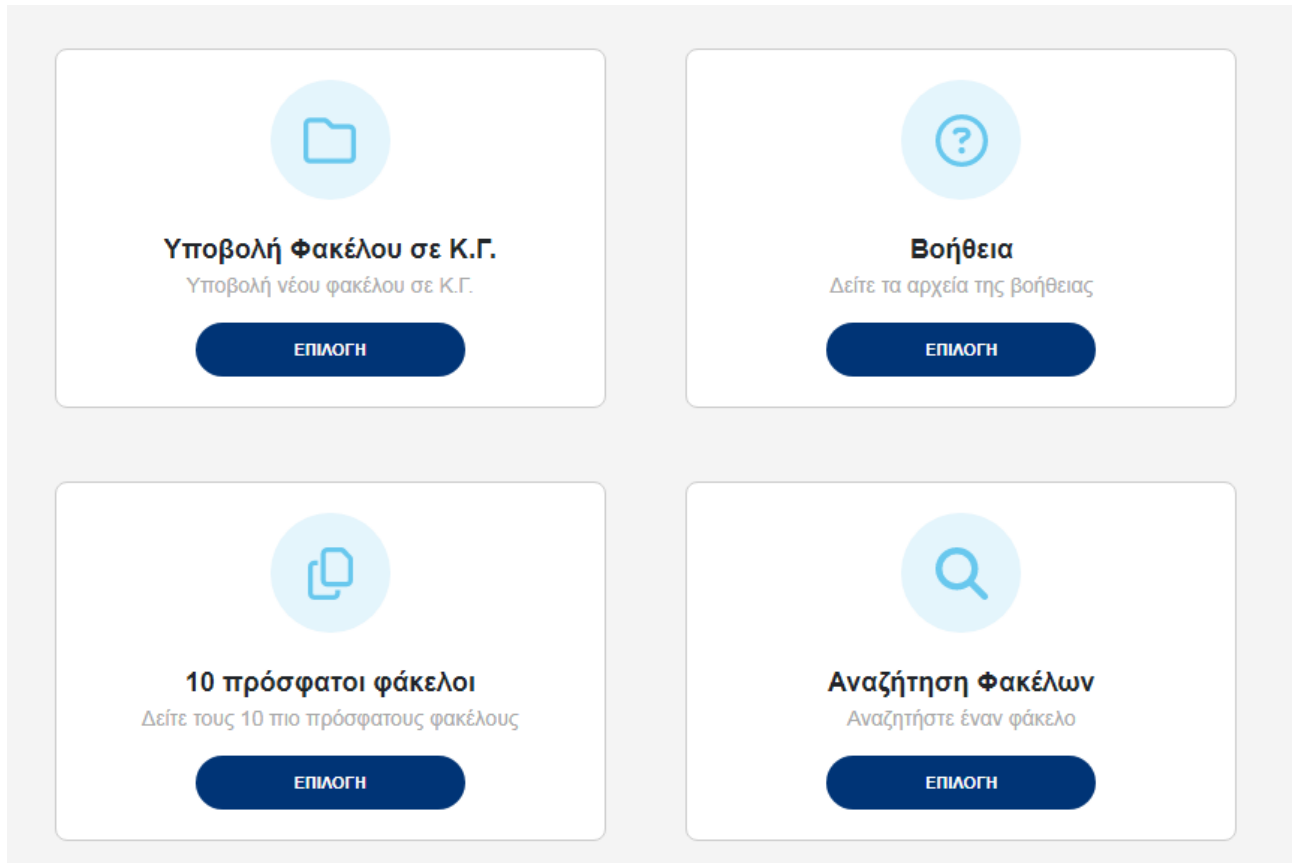 Υποβολή Φακέλου σε Κ.Γ.
Υποβολή νέου φακέλου σε Κ.Γ.
ΕΠΙΛΟΓΗ
Βοήθεια
Δείτε τα αρχεία της βοήθειας
ΕΠΙΛΟΓΗ
10 πρόσφατοι φάκελοι
Δείτε τους 10 πιο πρόσφατους φακέλους
ΕΠΙΛΟΓΗ
Αναζήτηση Φακέλων
Αναζητήστε έναν φάκελο
ΕΠΙΛΟΓΗ